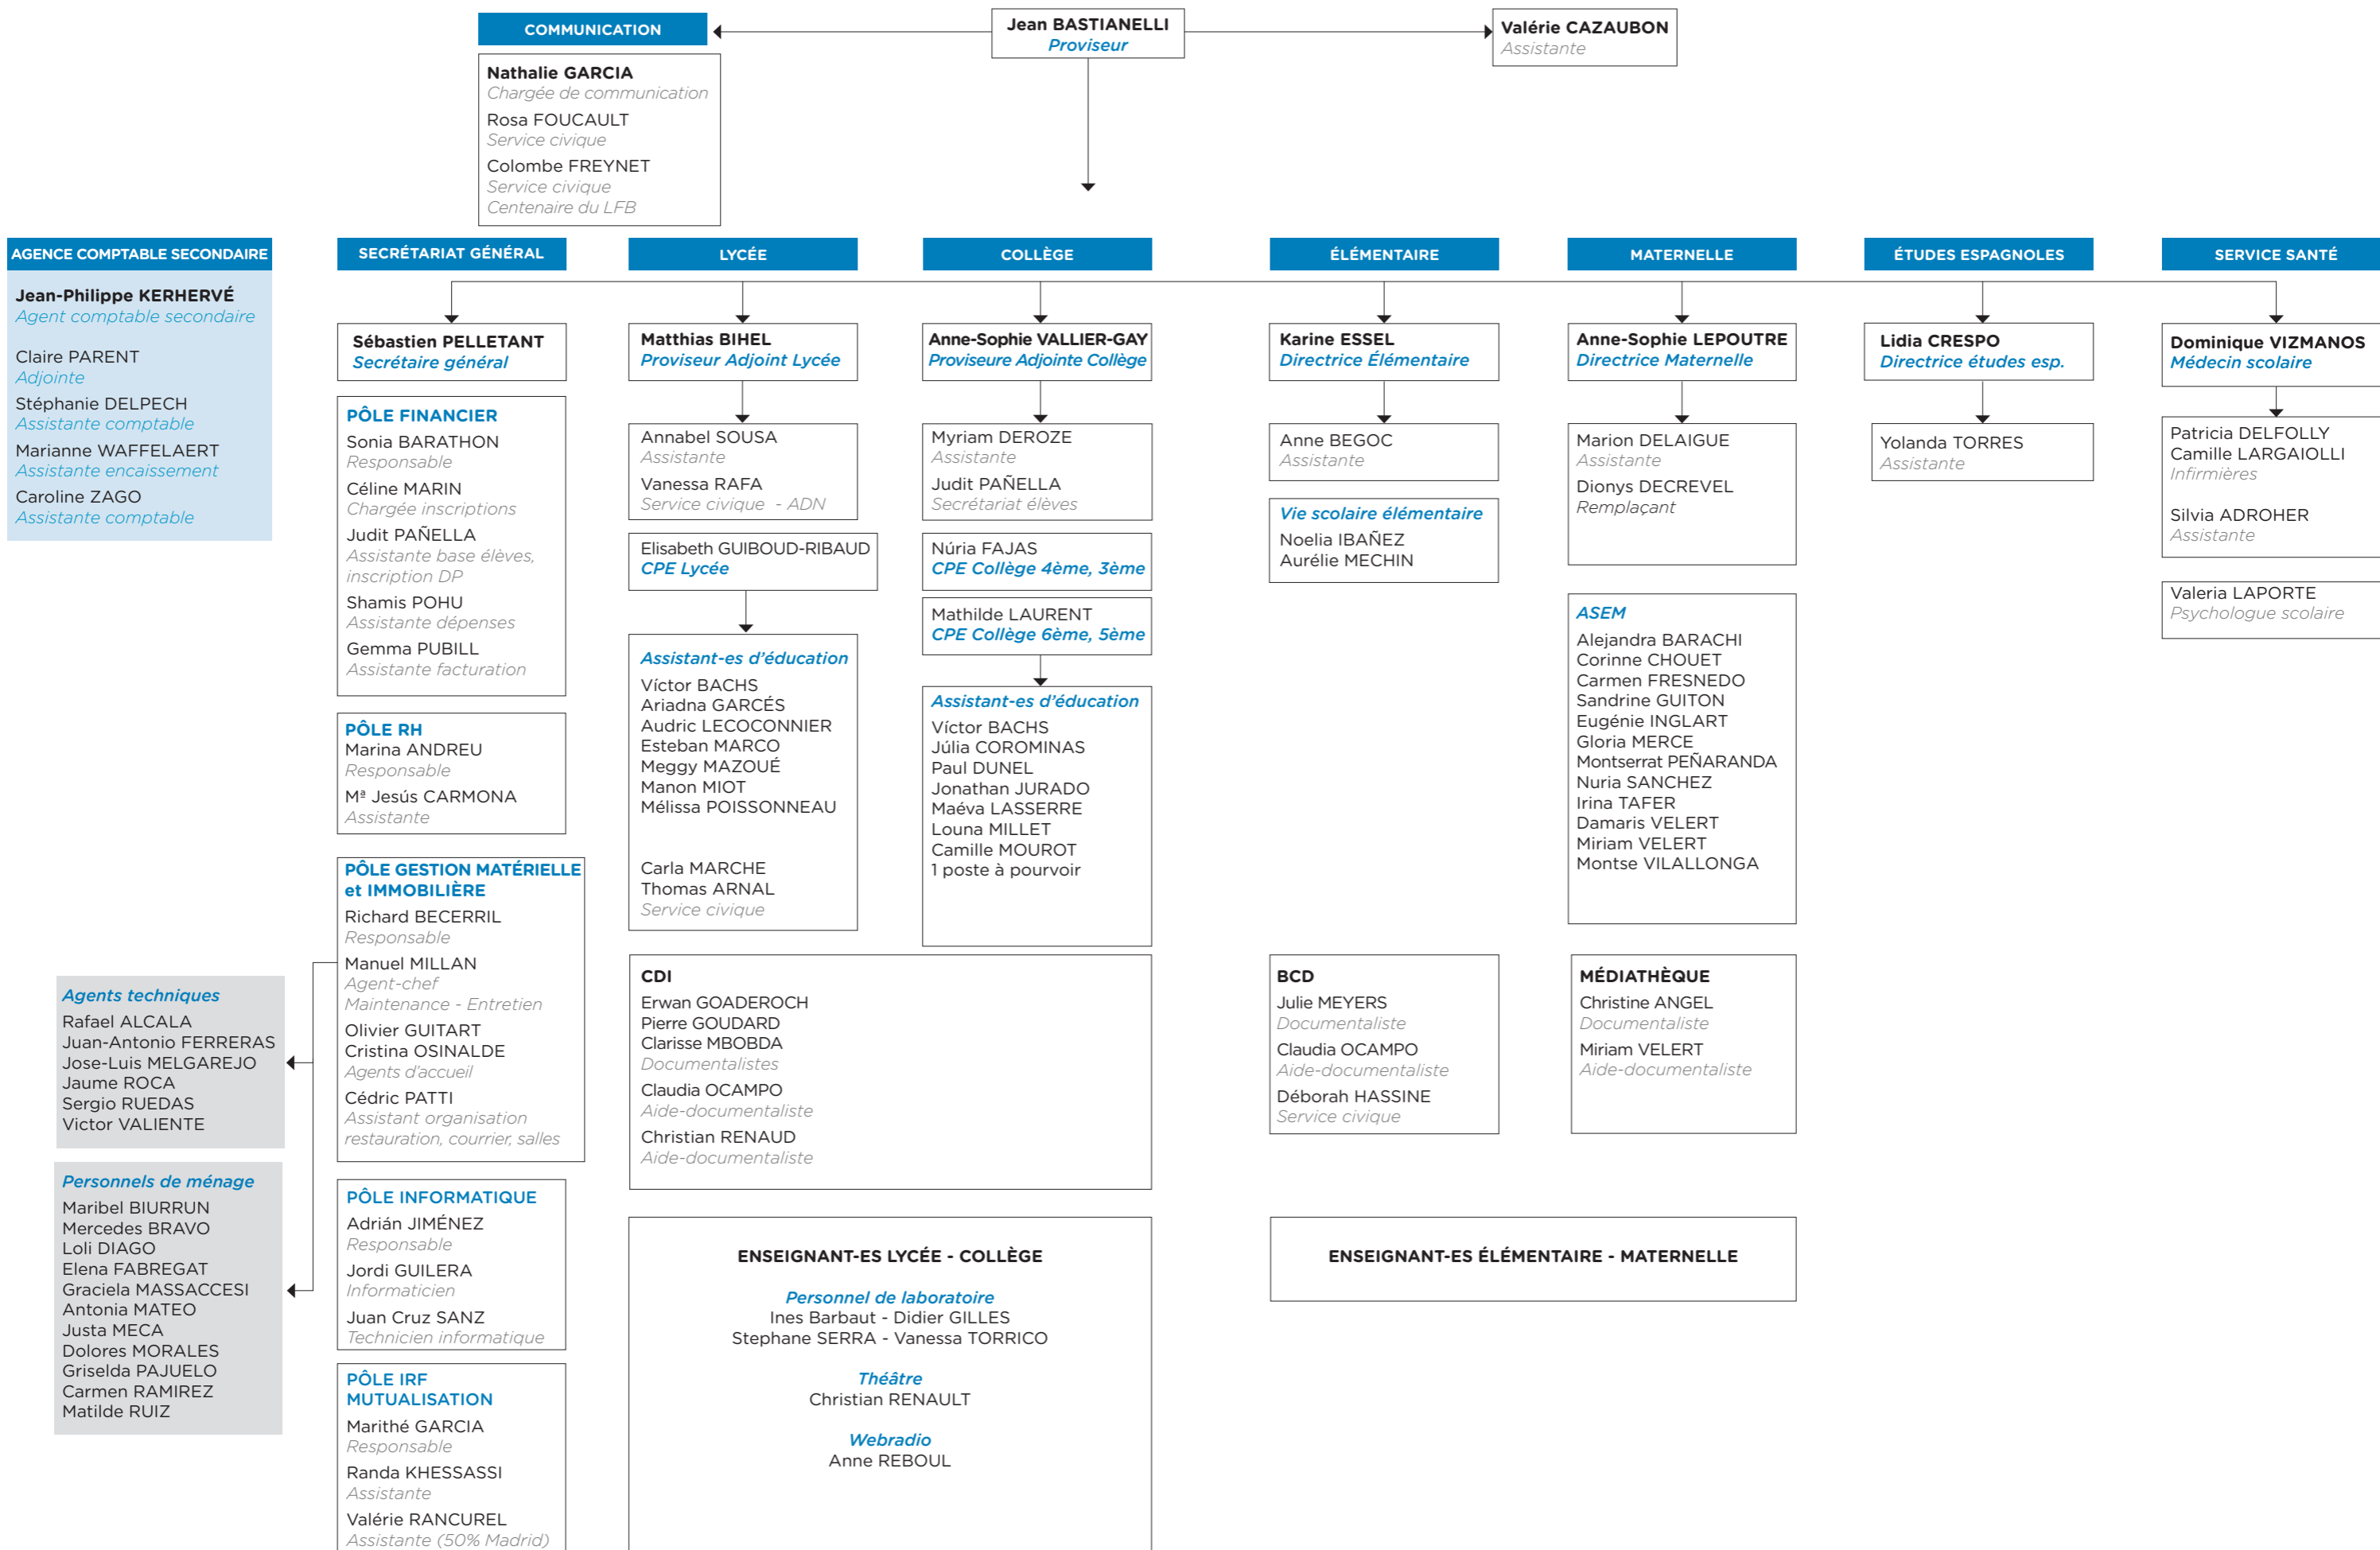 COMMUNICATION
Nathalie GARCIA
Chargée de communication
Rosa FOUCAULT
Service civique
Colombe FREYNET
Service civique
Centenaire du LFB
Jean BASTIANELLI
Proviseur
Valérie CAZAUBON
Assistante
AGENCE COMPTABLE SECONDAIRE
Jean-Philippe KERHERVÉ
Agent comptable secondaire
Claire PARENT
Adjointe
Stéphanie DELPECH
Assistante comptable
Marianne WAFFELAERT
Assistante encaissement
Caroline ZAGO
Assistante comptable
SECRÉTARIAT GÉNÉRAL
Sébastien PELLETANT
Secrétaire général
PÔLE FINANCIER
Sonia BARATHON
Responsable
Céline MARIN
Chargée inscriptions
Judit PAÑELLA
Assistante base élèves,
inscription DP
Shamis POHU
Assistante dépenses
Gemma PUBILL
Assistante facturation
PÔLE RH
Marina ANDREU
Responsable
Mª Jesús CARMONA
Assistante
PÔLE GESTION MATÉRIELLE
et IMMOBILIÈRE
Richard BECERRIL
Responsable
Manuel MILLAN
Agent-chef
Maintenance - Entretien
Olivier GUITART
Cristina OSINALDE
Agents d'accueil
Cédric PATTI
Assistant organisation
restauration, courrier, salles
Agents techniques
Rafael ALCALA
Juan-Antonio FERRERAS
Jose-Luis MELGAREJO
Jaume ROCA
Sergio RUEDAS
Victor VALIENTE
Personnels de ménage
Maribel BIURRUN
Mercedes BRAVO
Loli DIAGO
Elena FABREGAT
Graciela MASSACCESI
Antonia MATEO
Justa MECA
Dolores MORALES
Griselda PAJUELO
Carmen RAMIREZ
Matilde RUIZ
PÔLE INFORMATIQUE
Adrián JIMÉNEZ
Responsable
Jordi GUILERA
Informaticien
Juan Cruz SANZ
Technicien informatique
PÔLE IRF
MUTUALISATION
Marithé GARCIA
Responsable
Randa KHESSASSI
Assistante
Valérie RANCUREL
Assistante (50% Madrid)
LYCÉE
Matthias BIHEL
Proviseur Adjoint Lycée
Annabel SOUSA
Assistante
Vanessa RAFA
Service civique - ADN
Elisabeth GUIBOUD-RIBAUD
CPE Lycée
Assistant-es d'éducation
Víctor BACHS
Ariadna GARCÉS
Audric LECOCONNIER
Esteban MARCO
Meggy MAZOUÉ
Manon MIOT
Mélissa POISSONNEAU
Carla MARCHE
Thomas ARNAL
Service civique
COLLÈGE
Anne-Sophie VALLIER-GAY
Proviseure Adjointe Collège
Myriam DEROZE
Assistante
Judit PAÑELLA
Secrétariat élèves
Núria FAJAS
CPE Collège 4ème, 3ème
Mathilde LAURENT
CPE Collège 6ème, 5ème
Assistant-es d'éducation
Víctor BACHS
Júlia COROMINAS
Paul DUNEL
Jonathan JURADO
Maéva LASSERRE
Louna MILLET
Camille MOUROT
1 poste à pourvoir
CDI
Erwan GOADEROCH
Pierre GOUDARD
Clarisse MBOBDA
Documentalistes
Claudia OCAMPO
Aide-documentaliste
Christian RENAUD
Aide-documentaliste
ENSEIGNANT-ES LYCÉE - COLLÈGE
Personnel de laboratoire
Ines Barbaut - Didier GILLES
Stephane SERRA - Vanessa TORRICO
Théâtre
Christian RENAULT
Webradio
Anne REBOUL
ÉLÉMENTAIRE
Karine ESSEL
Directrice Élémentaire
Anne BEGOC
Assistante
Vie scolaire élémentaire
Noelia IBAÑEZ
Aurélie MECHIN
BCD
Julie MEYERS
Documentaliste
Claudia OCAMPO
Aide-documentaliste
Déborah HASSINE
Service civique
MATERNELLE
Anne-Sophie LEPOUTRE
Directrice Maternelle
Marion DELAIGUE
Assistante
Dionys DECREVEL
Remplaçant
ASEM
Alejandra BARACHI
Corinne CHOUET
Carmen FRESNEDO
Sandrine GUITON
Eugénie INGLART
Gloria MERCE
Montserrat PEÑARANDA
Nuria SANCHEZ
Irina TAFER
Damaris VELERT
Miriam VELERT
Montse VILALLONGA
MÉDIATHÈQUE
Christine ANGEL
Documentaliste
Miriam VELERT
Aide-documentaliste
ENSEIGNANT-ES ÉLÉMENTAIRE - MATERNELLE
ÉTUDES ESPAGNOLES
Lidia CRESPO
Directrice études esp.
Yolanda TORRES
Assistante
SERVICE SANTÉ
Dominique VIZMANOS
Médecin scolaire
Patricia DELFOLLY
Camille LARGAIOLLI
Infirmières
Silvia ADROHER
Assistante
Valeria LAPORTE
Psychologue scolaire